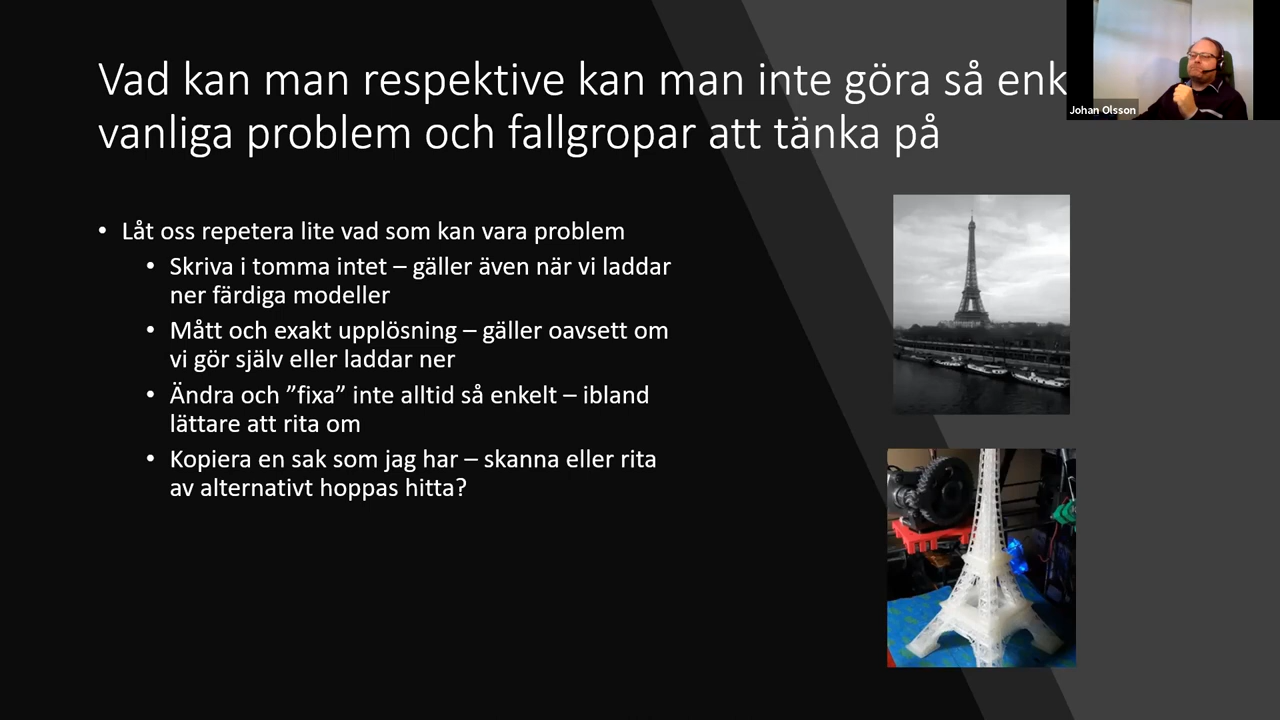 Vad kan man respektive kan man inte göra så enk
vanliga problem och fallgropar att tänka på
Johan Olsson
• Låt oss repetera lite vad som kan vara problem
• Skriva i tomma intet – gäller även när vi laddar
ner färdiga modeller
• Mått och exakt upplösning – gäller oavsett om
vi gör själv eller laddar ner
• Ändra och ”fixa” inte alltid så enkelt – ibland
lättare att rita om
• Kopiera en sak som jag har – skanna eller rita
av alternativt hoppas hitta?